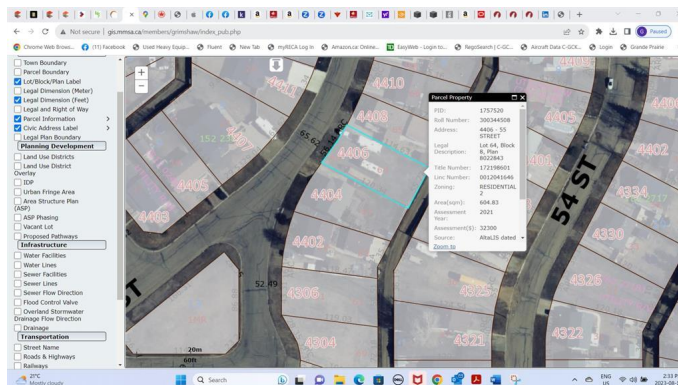 Not secure | gis.mmsa.ca/members/grimshaw/index_pub.php
Paused
Chrome Web Brows...
(11) Facebook
Used Heavy Equip...
Fluent
New Tab
myRECA Log In
Amazon.ca: Online...
EasyWeb - Login to...
RegoSearch | C-GC...
Aircraft Data C-GCK...
Login
Google
Grande Prairie
Town Boundary
Parcel Boundary
Lot/Block/Plan Label
Legal Dimension (Meter)
Legal Dimension (Feet)
Legal and Right of Way
Parcel Information
Civic Address Label
Legal Plan Boundary
Planning Development
Land Use Districts
Land Use District
Overlay
IDP
Urban Fringe Area
Area Structure Plan
(ASP)
ASP Phasing
Vacant Lot
Proposed Pathways
Infrastructure
Water Facilities
Water Lines
Sewer Facilities
Sewer Lines
Sewer Flow Direction
Flood Control Valve
Overland Stormwater
Drainage Flow Direction
Drainage
Transportation
Street Name
Roads & Highways
Railways
+
−
4411
4410
4408
4409
4405
65.62
4406
4401
4402
4405
4404
54 ST
4334
4403
4402
4330
52.49
4306
4325
4326
4304
4321
4322
20m
60ft
Parcel Property
PID: 1757520
Roll Number: 300344508
Address: 4406 - 55
STREET
Legal Lot 64, Block
Description: 8, Plan
8022843
Title Number: 172198601
Linc Number: 0012041646
Zoning: RESIDENTIAL
2
Area(sqm): 604.83
Assessment 2021
Year:
Assessment($): 32300
Source: AltaLIS dated
Zoom to
21°C
Mostly cloudy
Search
ENG
US
2:33 P
2023-08-